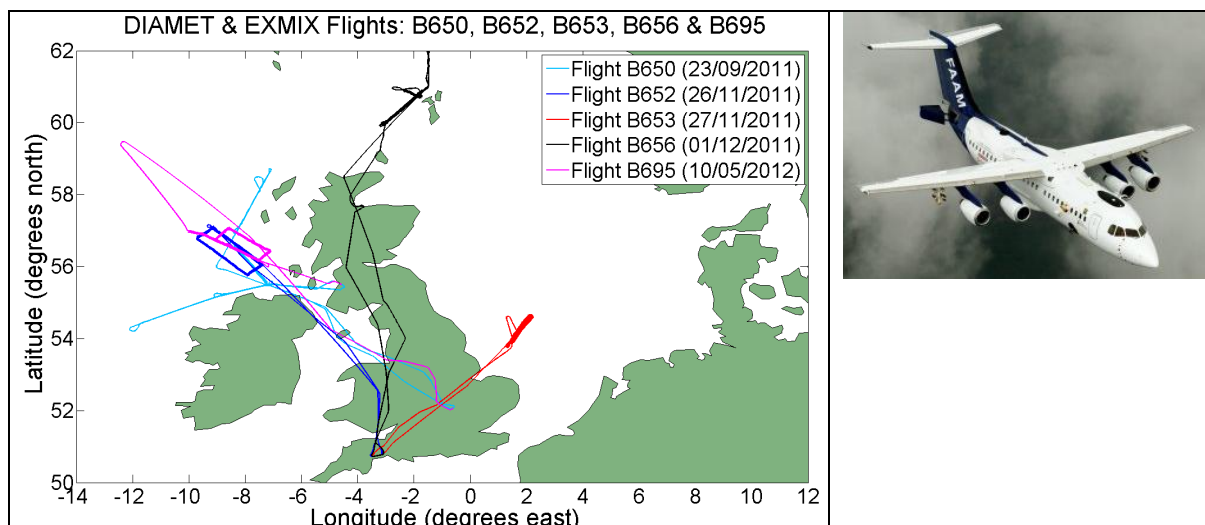 DIAMET & EXMIX Flights: B650, B652, B653, B656 & B695
Flight B650 (23/09/2011)
Flight B652 (26/11/2011)
Flight B653 (27/11/2011)
Flight B656 (01/12/2011)
Flight B695 (10/05/2012)
Latitude (degrees north)
62
60
58
56
54
52
50
-14 -12 -10 -8 -6 -4 -2 0 2 4 6 8 10 12
Longitude (degrees east)
FAAM